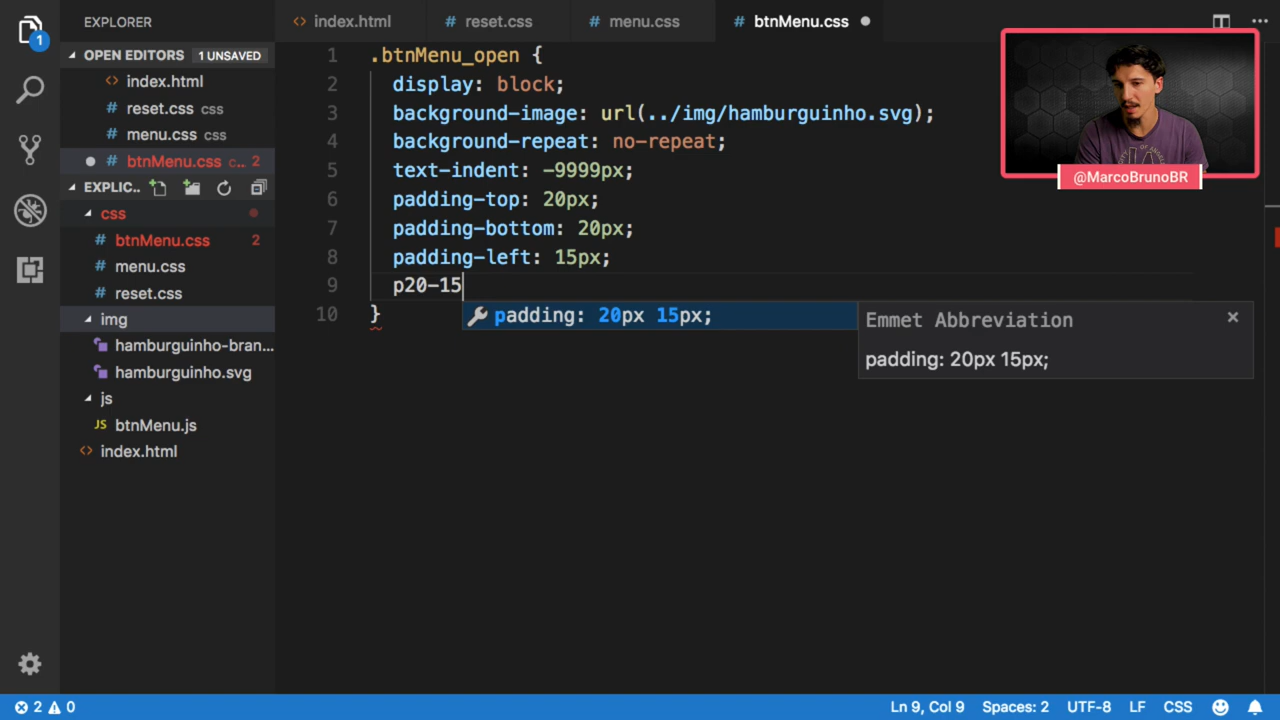 EXPLORER
index.html
reset.css
menu.css
btnMenu.css
1
OPEN EDITORS 1 UNSAVED
index.html
reset.css css
menu.css css
btnMenu.css c... 2
EXPLIC..
css
btnMenu.css 2
menu.css
reset.css
img
hamburguinho-bran...
hamburguinho.svg
js
JS btnMenu.js
index.html
1 .btnMenu_open {
2 display: block;
3 background-image: url(../img/hamburguinho.svg);
4 background-repeat: no-repeat;
5 text-indent: -9999px;
6 padding-top: 20px;
7 padding-bottom: 20px;
8 padding-left: 15px;
9 p20-15
10 }
padding: 20px 15px;
Emmet Abbreviation
padding: 20px 15px;
@MarcoBrunoBR
2 0
Ln 9, Col 9 Spaces: 2 UTF-8 LF CSS